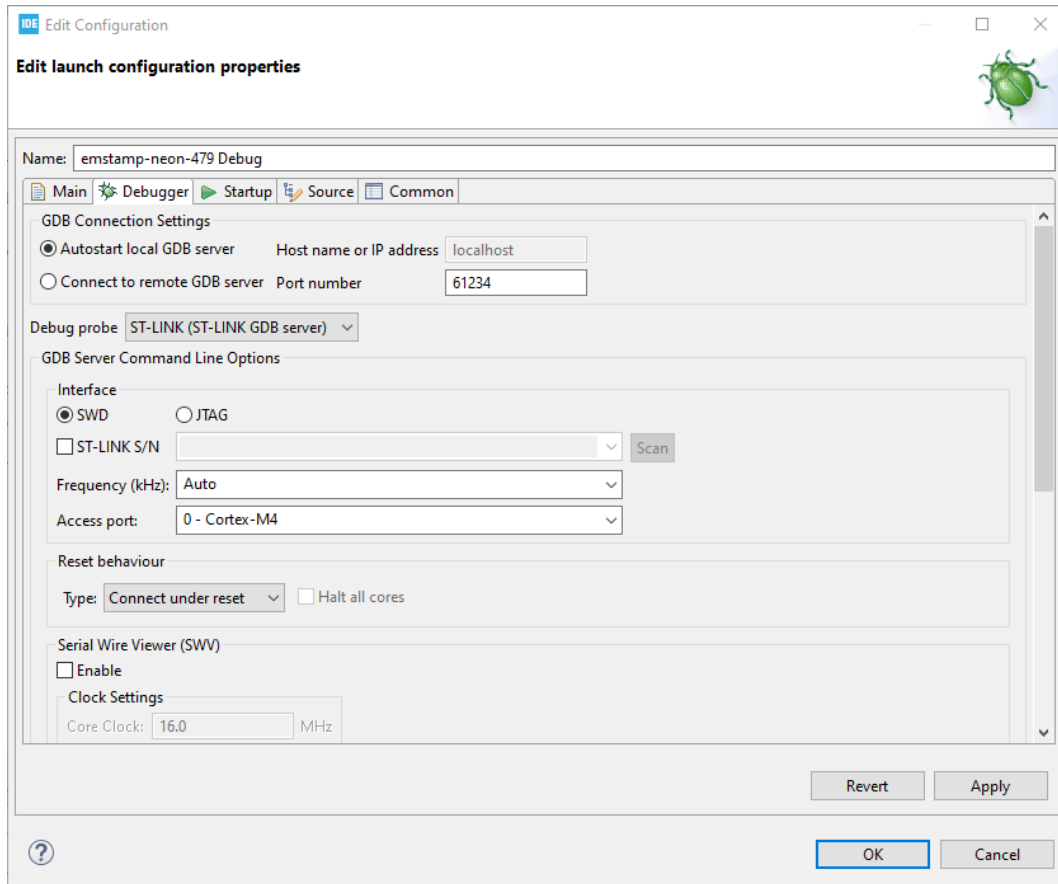 IDE Edit Configuration
Edit launch configuration properties
Name: emstamp-neon-479 Debug
Main Debugger Startup Source Common
GDB Connection Settings
Autostart local GDB server Host name or IP address localhost
Connect to remote GDB server Port number 61234
Debug probe ST-LINK (ST-LINK GDB server)
GDB Server Command Line Options
Interface
SWD JTAG
ST-LINK S/N Scan
Frequency (kHz): Auto
Access port: 0 - Cortex-M4
Reset behaviour
Type: Connect under reset Halt all cores
Serial Wire Viewer (SWV)
Enable
Clock Settings
Core Clock: 16.0 MHz
Revert Apply
? OK Cancel